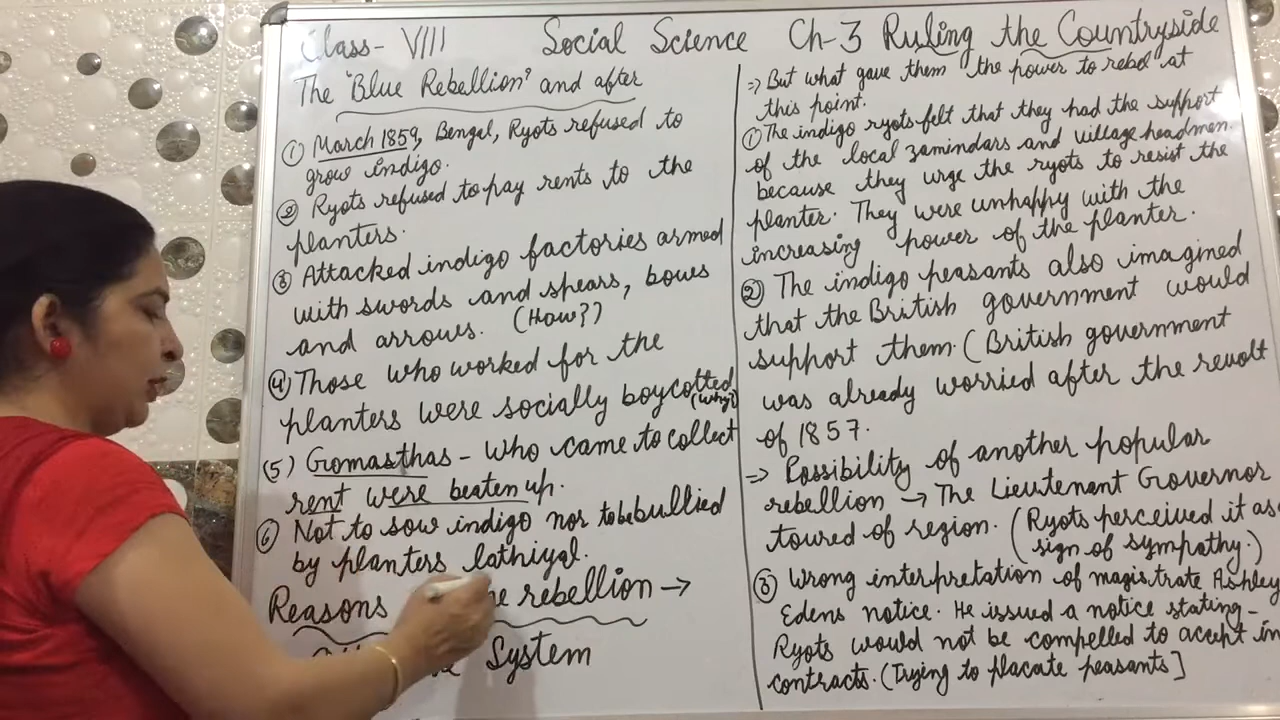 Class- VIII Social Science Ch-3 Ruling the Countryside
The "Blue Rebellion" and after
① March 1859, Bengal, Ryots refused to
grow indigo.
② Ryots refused to pay rents to the
planters.
③ Attacked indigo factories armed
with swords and spears, bows
and arrows. (How?)
④ Those who worked for the
planters were socially boycotted
(why?)
(5) Gomasthas - Who came to collect
rent were beaten up.
⑥ Not to sow indigo nor to be bullied
by planters lathiyal.
Reasons rebellion →
System
⇒ But what gave them the power to rebel at
this point.
① The indigo ryots felt that they had the support
of the local zamindars and village headmen.
because they urge the ryots to resist the
planter. They were unhappy with the
increasing power of the planter.
② The indigo peasants also imagined
that the British government would
support them. (British government
was already worried after the revolt
of 1857.
⇒ Possibility of another popular
rebellion → The Lieutenant Governor
toured of region. (Ryots perceived it as
sign of sympathy.)
③ Wrong interpretation of magistrate Ashley
Edens notice. He issued a notice stating-
Ryots would not be compelled to accept in
contracts. (Trying to placate peasants]